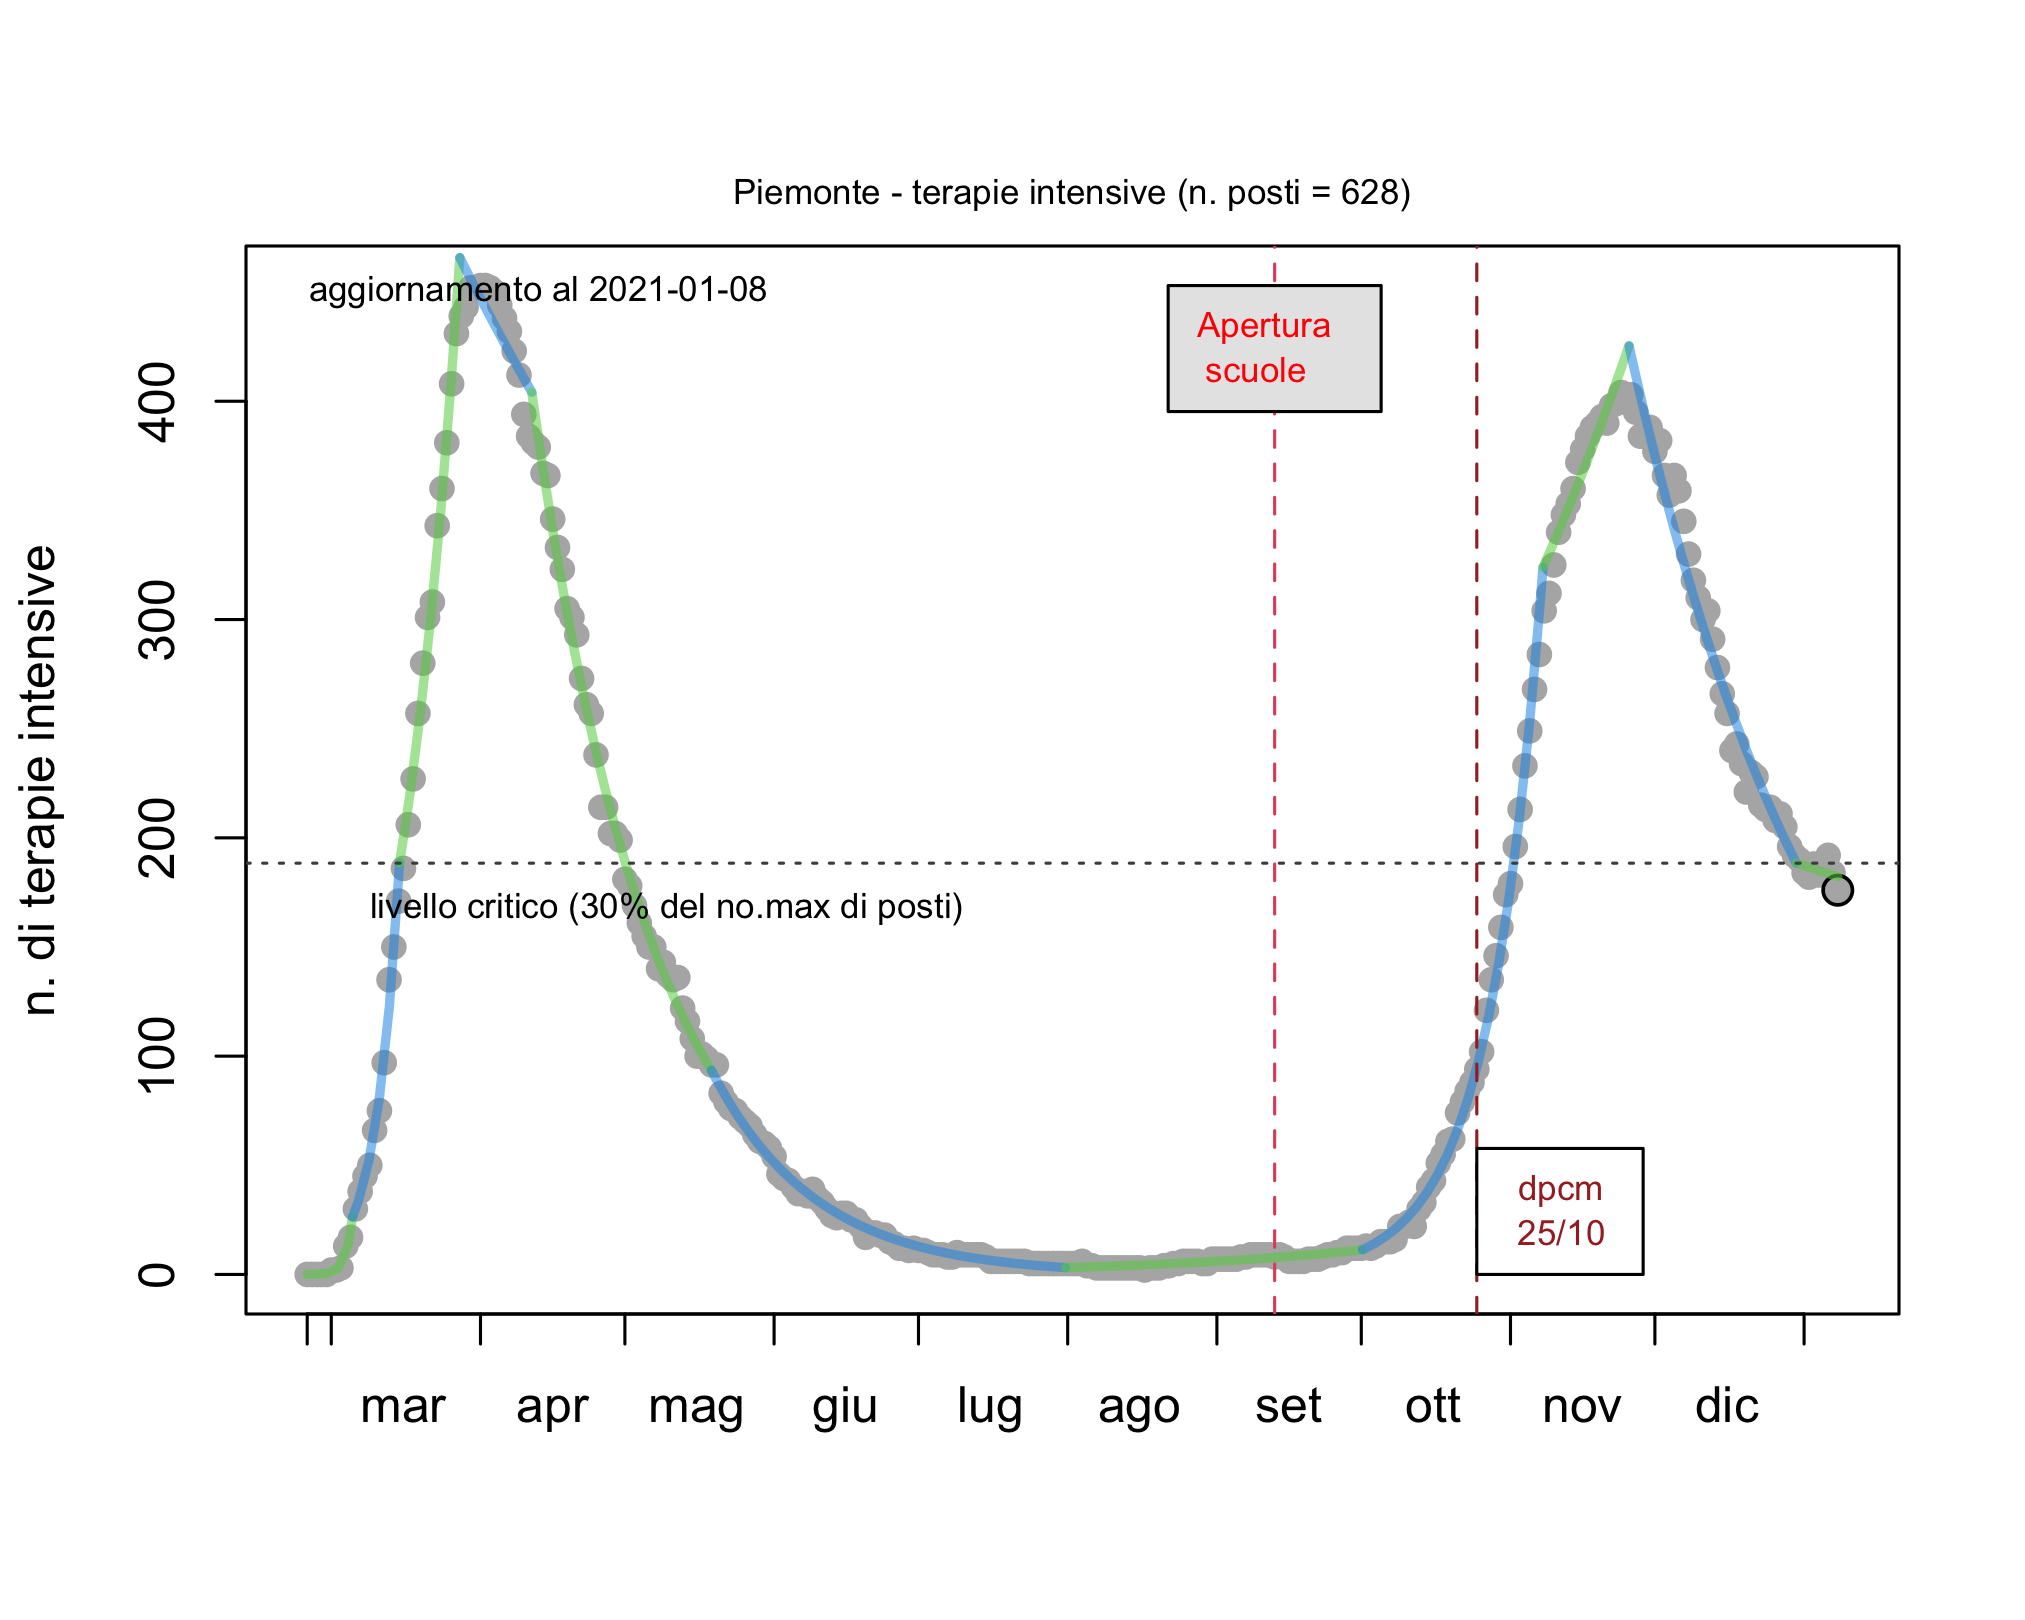 Piemonte - terapie intensive (n. posti = 628)
aggiornamento al 2021-01-08
Apertura
scuole
n. di terapie intensive
400
300
200
100
0
livello critico (30% del no.max di posti)
dpcm
25/10
mar apr mag giu lug ago set ott nov dic